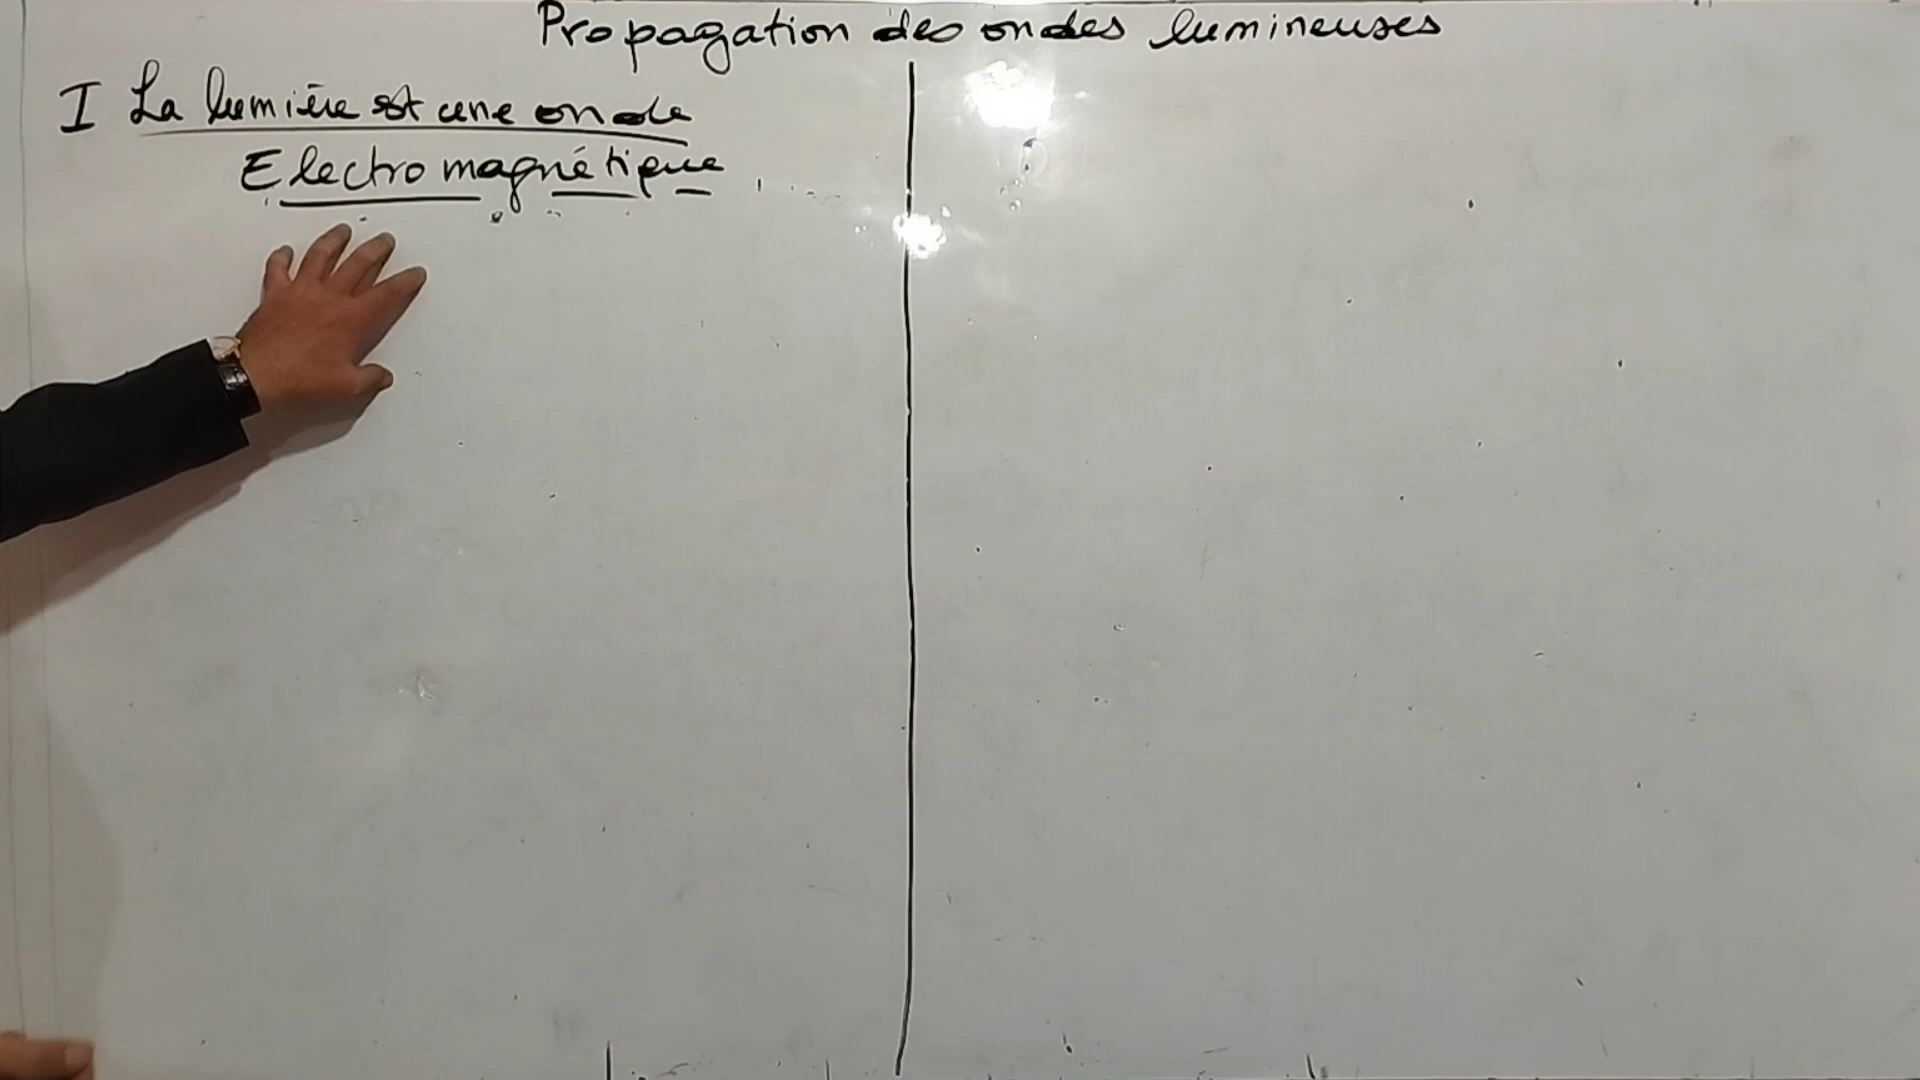 Propagation des ondes lumineuses
I La lumière est une onde
Electromagnétique